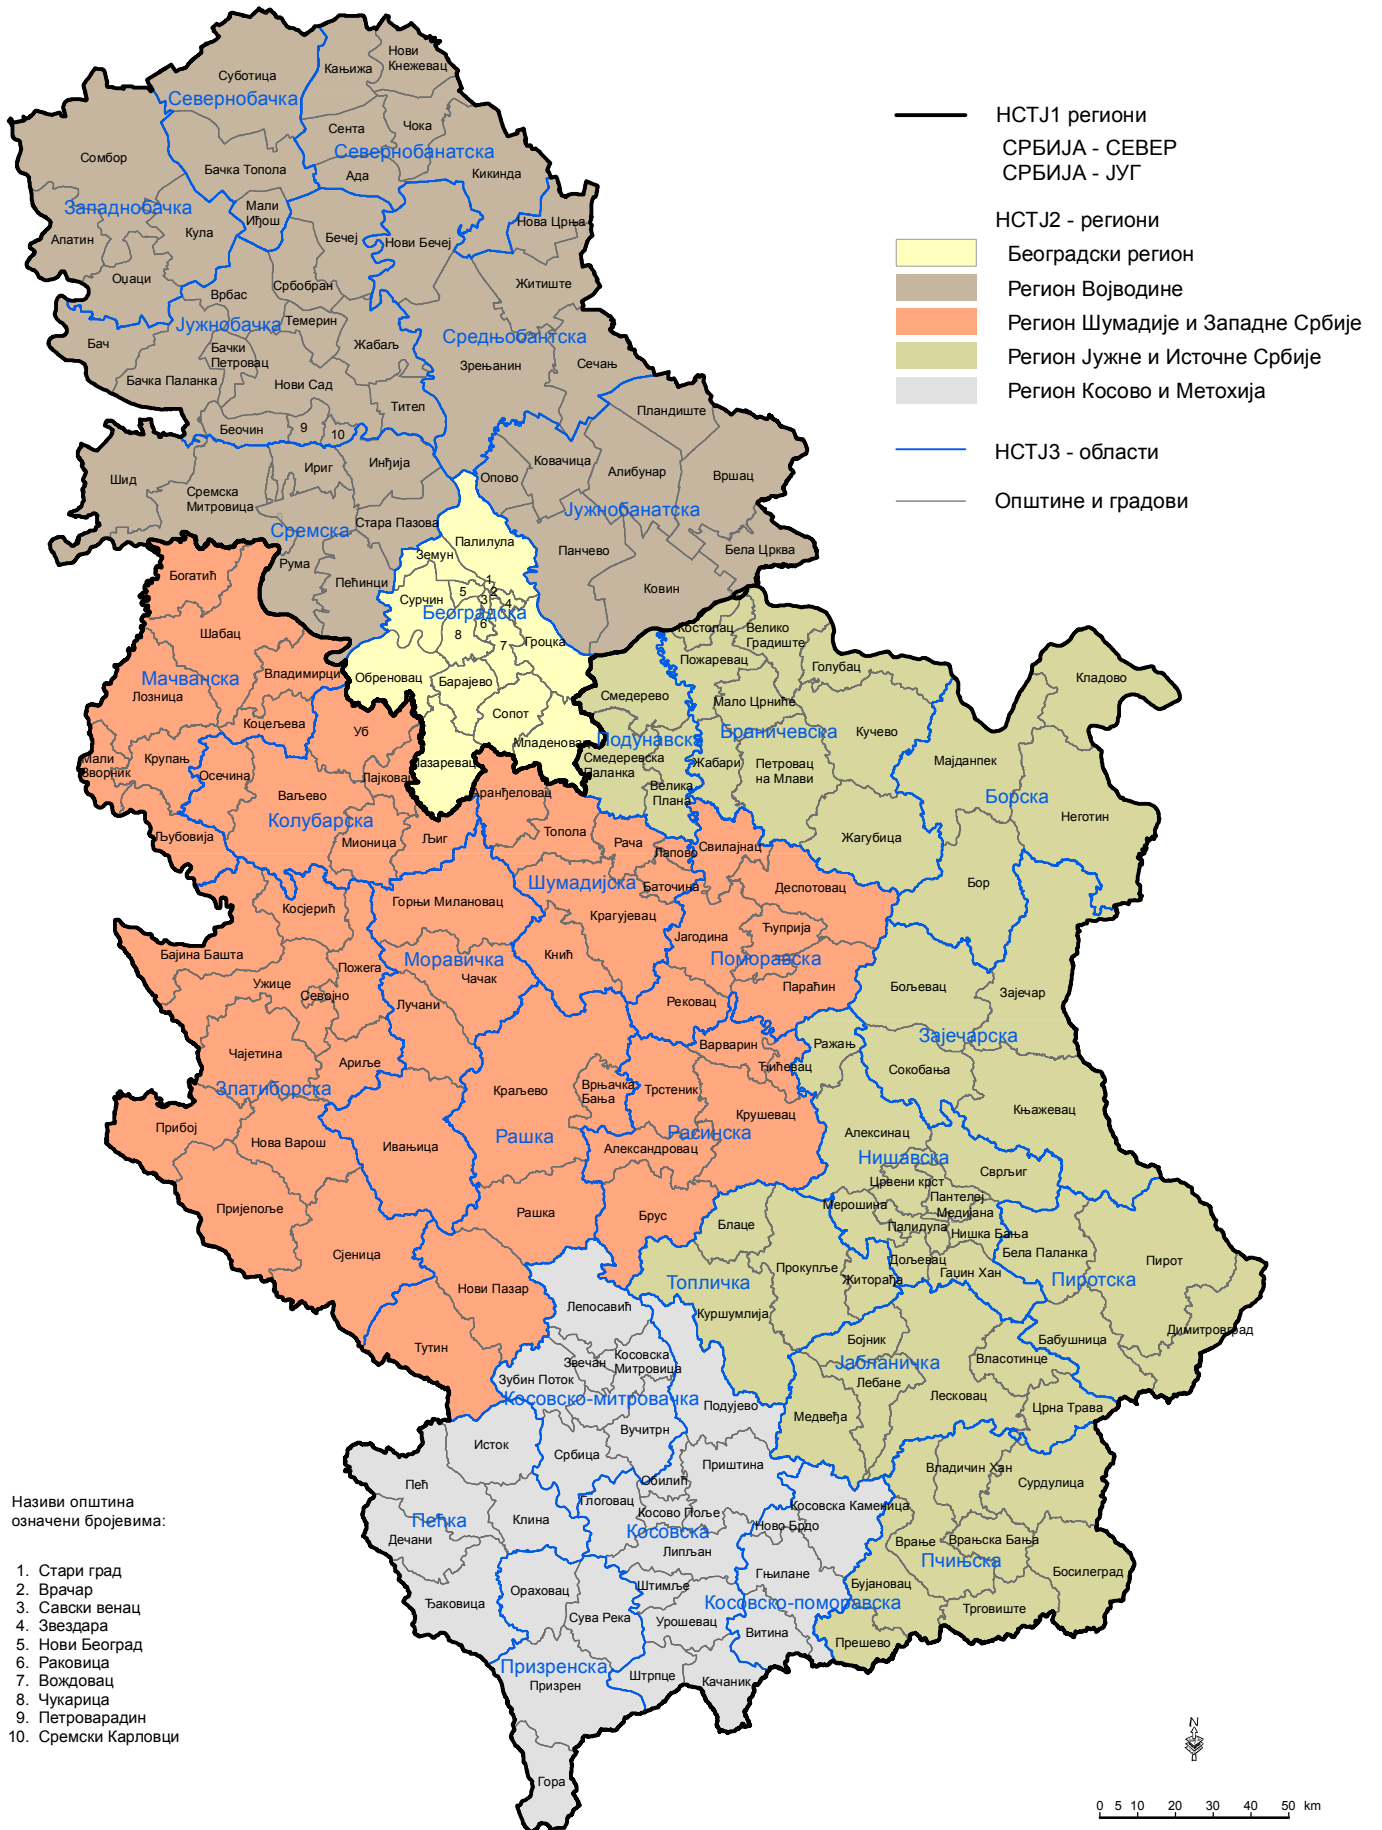 НСТЈ1 региони
СРБИЈА - СЕВЕР
СРБИЈА - ЈУГ
НСТЈ2 - региони
Београдски регион
Регион Војводине
Регион Шумадије и Западне Србије
Регион Јужне и Источне Србије
Регион Косово и Метохија
НСТЈ3 - области
Општине и градови
Суботица
Севернобачка
Кањижа
Нови
Кнежевац
Сента
Чока
Севернобанатска
Ада
Кикинда
Сомбор
Бачка Топола
Западнобачка
Мали
Иђош
Апатин
Кула
Бечеј
Нови Бечеј
Нова Црња
Оџаци
Врбас
Србобран
Житиште
Јужнобачка
Темерин
Средњобантска
Бач
Бачки
Петровац
Жабаљ
Зрењанин
Сечањ
Бачка Паланка
Нови Сад
Тител
Пландиште
Беочин
9
10
Шид
Ириг
Инђија
Ковачица
Алибунар
Вршац
Сремска
Митровица
Опово
Јужнобанатска
Сремска
Стара Пазова
Палилула
Панчево
Бела Црква
Рума
Пећинци
Земун
Ковин
Богатић
Сурчин
5
1
2
3
4
Београдска
6
8
7
Гроцка
Шабац
Костолац
Велико
Градиште
Мачванска
Владимирци
Обреновац
Барајево
Пожаревац
Голубац
Кладово
Лозница
Смедерево
Мало Црниће
Коцељева
Уб
Сопот
Младеновац
Подунавска
Браничевска
Кучево
Мали
Зворник
Крупањ
Осечина
Лајковац
Лазаревац
Смедеревска
Паланка
Жабари
Петровац
на Млави
Мајданпек
Борска
Ваљево
Аранђеловац
Велика
Плана
Неготин
Колубарска
Љубовија
Мионица
Љиг
Топола
Рача
Лапово
Свилајнац
Жагубица
Шумадијска
Баточина
Деспотовац
Бор
Косјерић
Горњи Милановац
Крагујевац
Јагодина
Ћуприја
Бајина Башта
Пожега
Моравичка
Чачак
Кнић
Поморавска
Ужице
Севојно
Лучани
Рековац
Параћин
Бољевац
Зајечар
Чајетина
Ариље
Варварин
Ћићевац
Ражањ
Зајечарска
Сокобања
Златиборска
Краљево
Врњачка
Бања
Трстеник
Крушевац
Књажевац
Прибој
Нова Варош
Ивањица
Рашка
Расинска
Александровац
Алексинац
Нишавска
Сврљиг
Пријепоље
Рашка
Брус
Блаце
Мерошина
Црвени крст
Пантелеј
Медијана
Палилула
Нишка Бања
Сјеница
Нови Пазар
Топличка
Прокупље
Житорађа
Дољевац
Гаџин Хан
Бела Паланка
Пирот
Пиротска
Лепосавић
Куршумлија
Димитровград
Тутин
Звечан
Косовска
Митровица
Бојник
Јабланичка
Власотинце
Бабушница
Зубин Поток
Лебане
Косовско-митровачка
Подујево
Медвеђа
Лесковац
Црна Трава
Исток
Србица
Вучитрн
Приштина
Владичин Хан
Сурдулица
Пећ
Обилић
Глоговац
Косово Поље
Косовска Каменица
Клина
Пећка
Косовска
Ново Брдо
Дечани
Липљан
Врање
Врањска Бања
Пчињска
Гњилане
Босилеград
Ђаковица
Ораховац
Штимље
Бујановац
Сува Река
Косовско-поморавска
Урошевац
Витина
Трговиште
Прешево
Призренска
Призрен
Штрпце
Качаник
Гора
Називи општина
означени бројевима:
1. Стари град
2. Врачар
3. Савски венац
4. Звездара
5. Нови Београд
6. Раковица
7. Вождовац
8. Чукарица
9. Петроварадин
10. Сремски Карловци
N
0 5 10 20 30 40 50 km